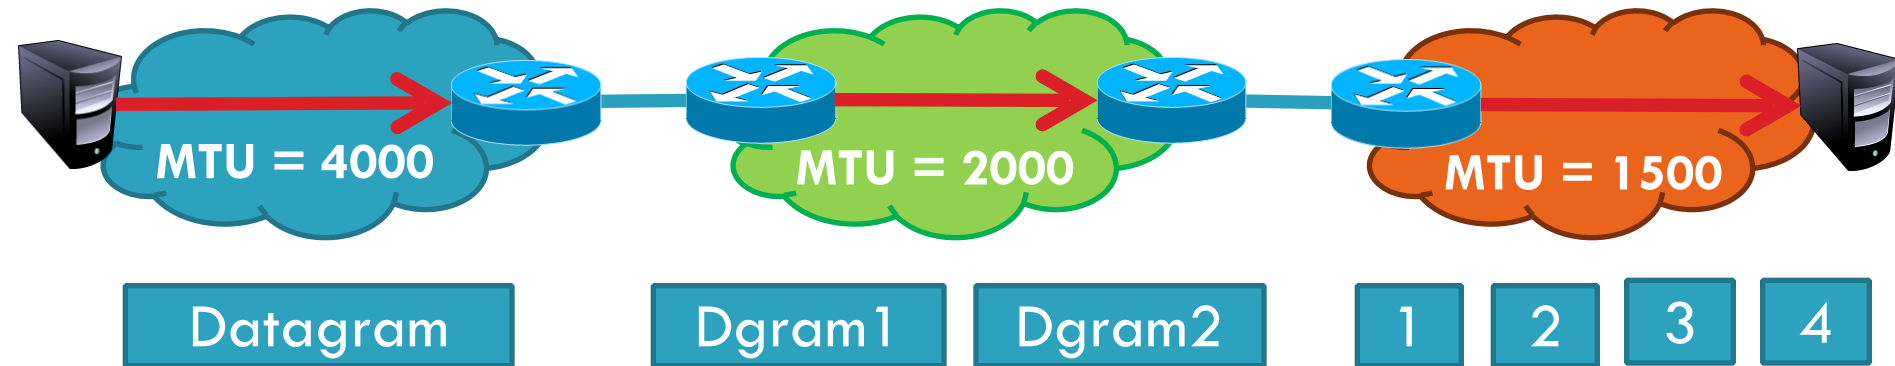 MTU = 4000
MTU = 2000
MTU = 1500
Datagram
Dgram1
Dgram2
1
2
3
4